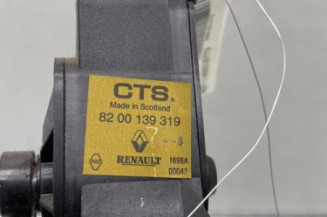 CTS.
Made in Scotland
82 00 139 319
--B
RENAULT 1698A
00047